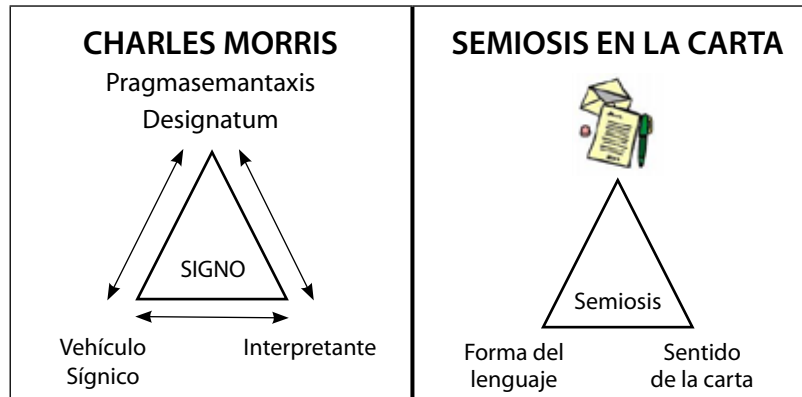 CHARLES MORRIS
Pragmasemantaxis
Designatum
SIGNO
Vehículo
Sígnico
Interpretante
SEMIOSIS EN LA CARTA
Semiosis
Forma del
lenguaje
Sentido
de la carta